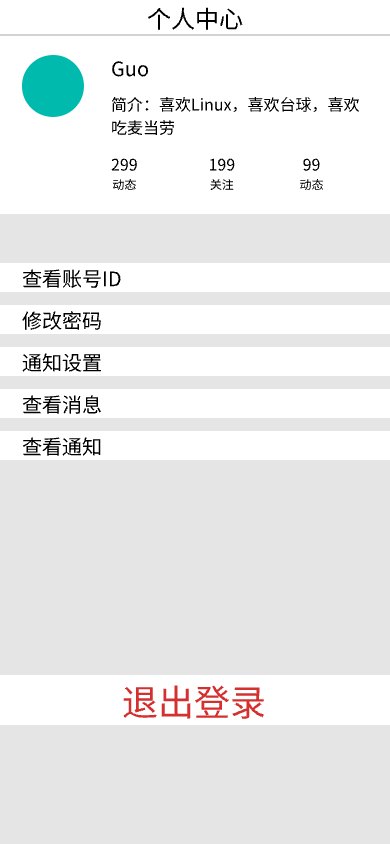 个人中心
Guo
简介：喜欢Linux，喜欢台球，喜欢
吃麦当劳
299 199 99
动态 关注 动态
查看账号ID
修改密码
通知设置
查看消息
查看通知
退出登录